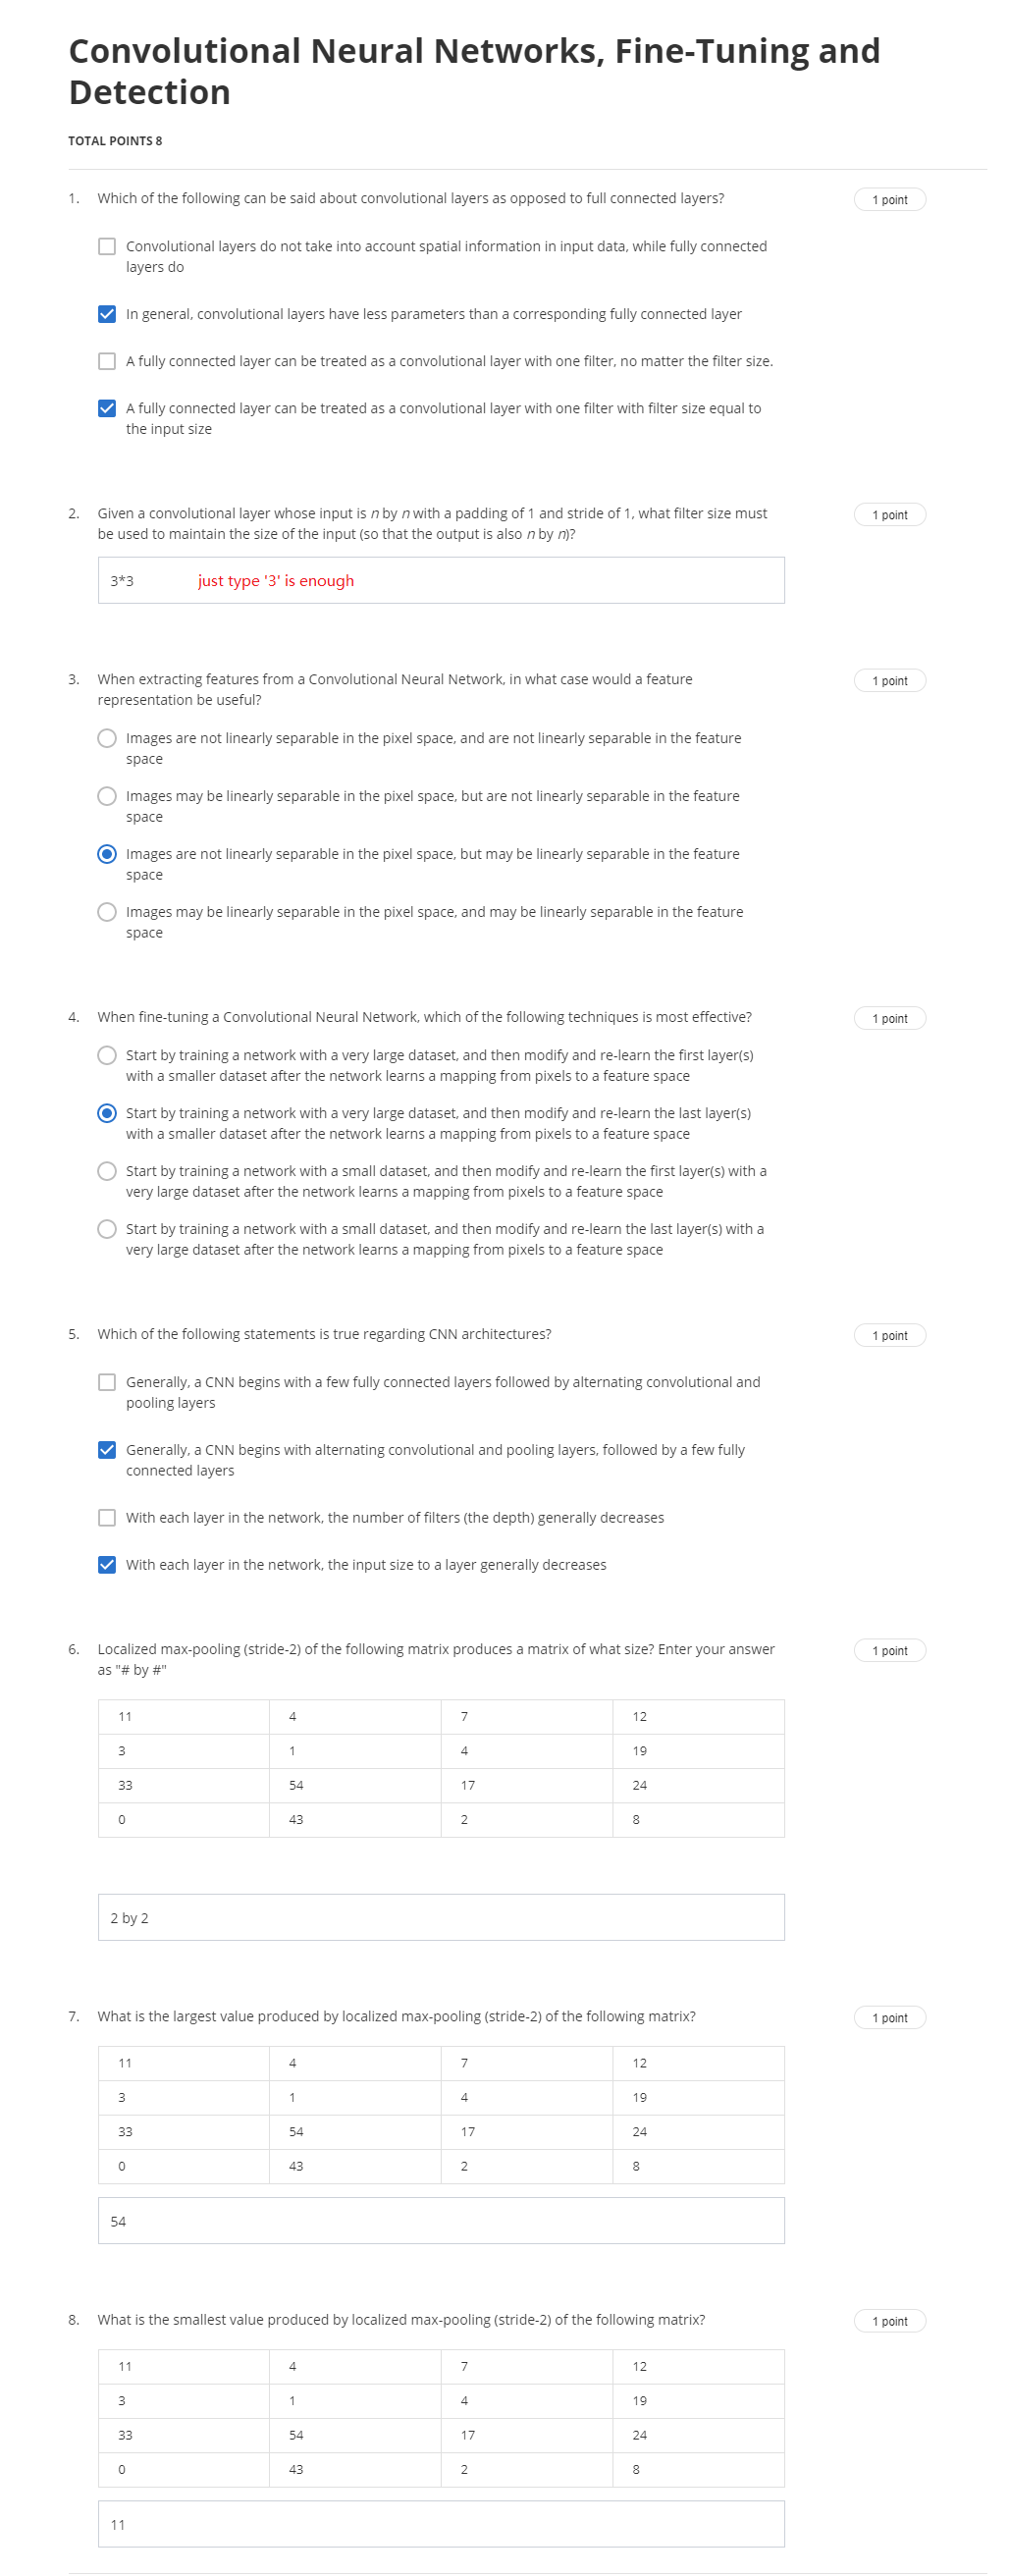 Convolutional Neural Networks, Fine-Tuning and
Detection
TOTAL POINTS 8
1. Which of the following can be said about convolutional layers as opposed to full connected layers? 1 point
Convolutional layers do not take into account spatial information in input data, while fully connected
layers do
In general, convolutional layers have less parameters than a corresponding fully connected layer
A fully connected layer can be treated as a convolutional layer with one filter, no matter the filter size.
A fully connected layer can be treated as a convolutional layer with one filter with filter size equal to
the input size
2. Given a convolutional layer whose input is n by n with a padding of 1 and stride of 1, what filter size must 1 point
be used to maintain the size of the input (so that the output is also n by n)?
3*3 just type '3' is enough
3. When extracting features from a Convolutional Neural Network, in what case would a feature 1 point
representation be useful?
Images are not linearly separable in the pixel space, and are not linearly separable in the feature
space
Images may be linearly separable in the pixel space, but are not linearly separable in the feature
space
Images are not linearly separable in the pixel space, but may be linearly separable in the feature
space
Images may be linearly separable in the pixel space, and may be linearly separable in the feature
space
4. When fine-tuning a Convolutional Neural Network, which of the following techniques is most effective? 1 point
Start by training a network with a very large dataset, and then modify and re-learn the first layer(s)
with a smaller dataset after the network learns a mapping from pixels to a feature space
Start by training a network with a very large dataset, and then modify and re-learn the last layer(s)
with a smaller dataset after the network learns a mapping from pixels to a feature space
Start by training a network with a small dataset, and then modify and re-learn the first layer(s) with a
very large dataset after the network learns a mapping from pixels to a feature space
Start by training a network with a small dataset, and then modify and re-learn the last layer(s) with a
very large dataset after the network learns a mapping from pixels to a feature space
5. Which of the following statements is true regarding CNN architectures? 1 point
Generally, a CNN begins with a few fully connected layers followed by alternating convolutional and
pooling layers
Generally, a CNN begins with alternating convolutional and pooling layers, followed by a few fully
connected layers
With each layer in the network, the number of filters (the depth) generally decreases
With each layer in the network, the input size to a layer generally decreases
6. Localized max-pooling (stride-2) of the following matrix produces a matrix of what size? Enter your answer 1 point
as "# by #"
11 4 7 12
3 1 4 19
33 54 17 24
0 43 2 8
2 by 2
7. What is the largest value produced by localized max-pooling (stride-2) of the following matrix? 1 point
11 4 7 12
3 1 4 19
33 54 17 24
0 43 2 8
54
8. What is the smallest value produced by localized max-pooling (stride-2) of the following matrix? 1 point
11 4 7 12
3 1 4 19
33 54 17 24
0 43 2 8
11